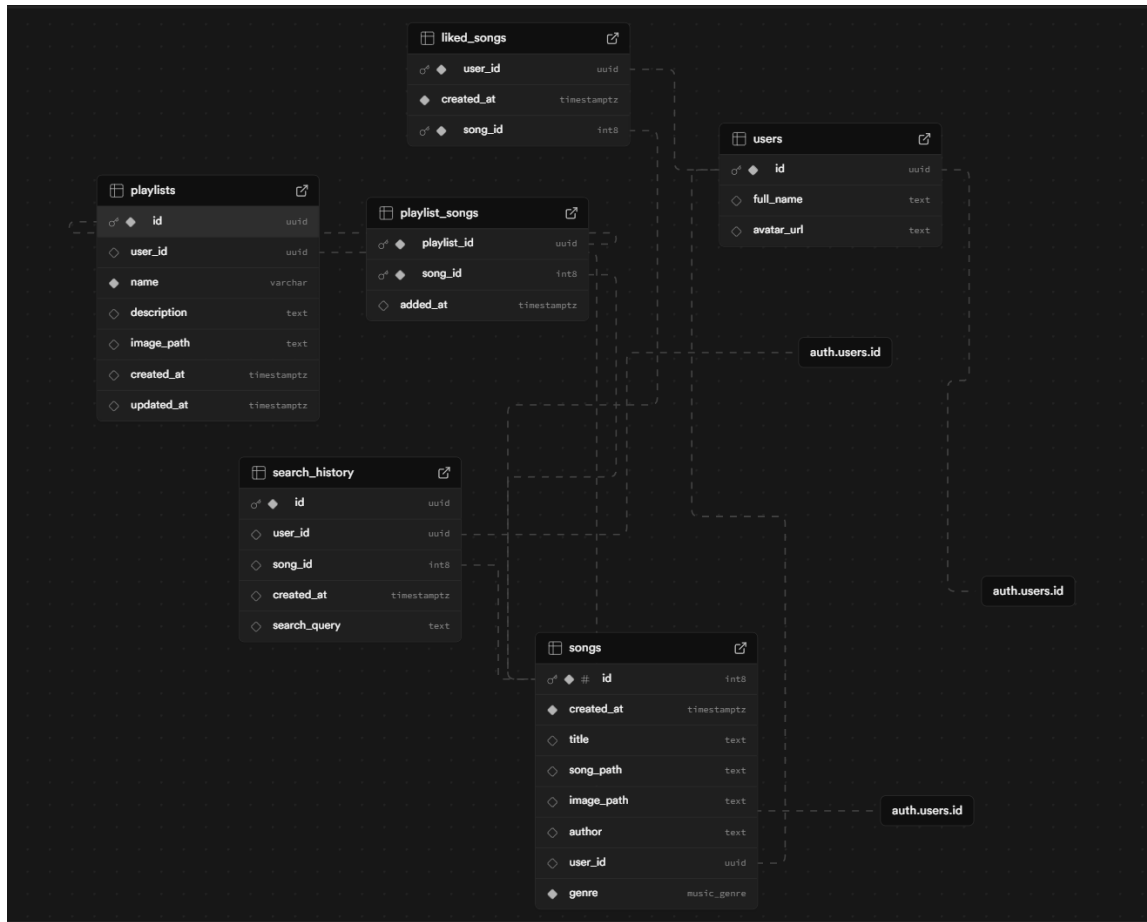 liked_songs
user_id uuid
created_at timestamptz
song_id int8
users
id uuid
full_name text
avatar_url text
playlists
id uuid
user_id uuid
name varchar
description text
image_path text
created_at timestamptz
updated_at timestamptz
playlist_songs
playlist_id uuid
song_id int8
added_at timestamptz
auth.users.id
search_history
id uuid
user_id uuid
song_id int8
created_at timestamptz
search_query text
auth.users.id
songs
# id int8
created_at timestamptz
title text
song_path text
image_path text
author text
user_id uuid
genre music_genre
auth.users.id